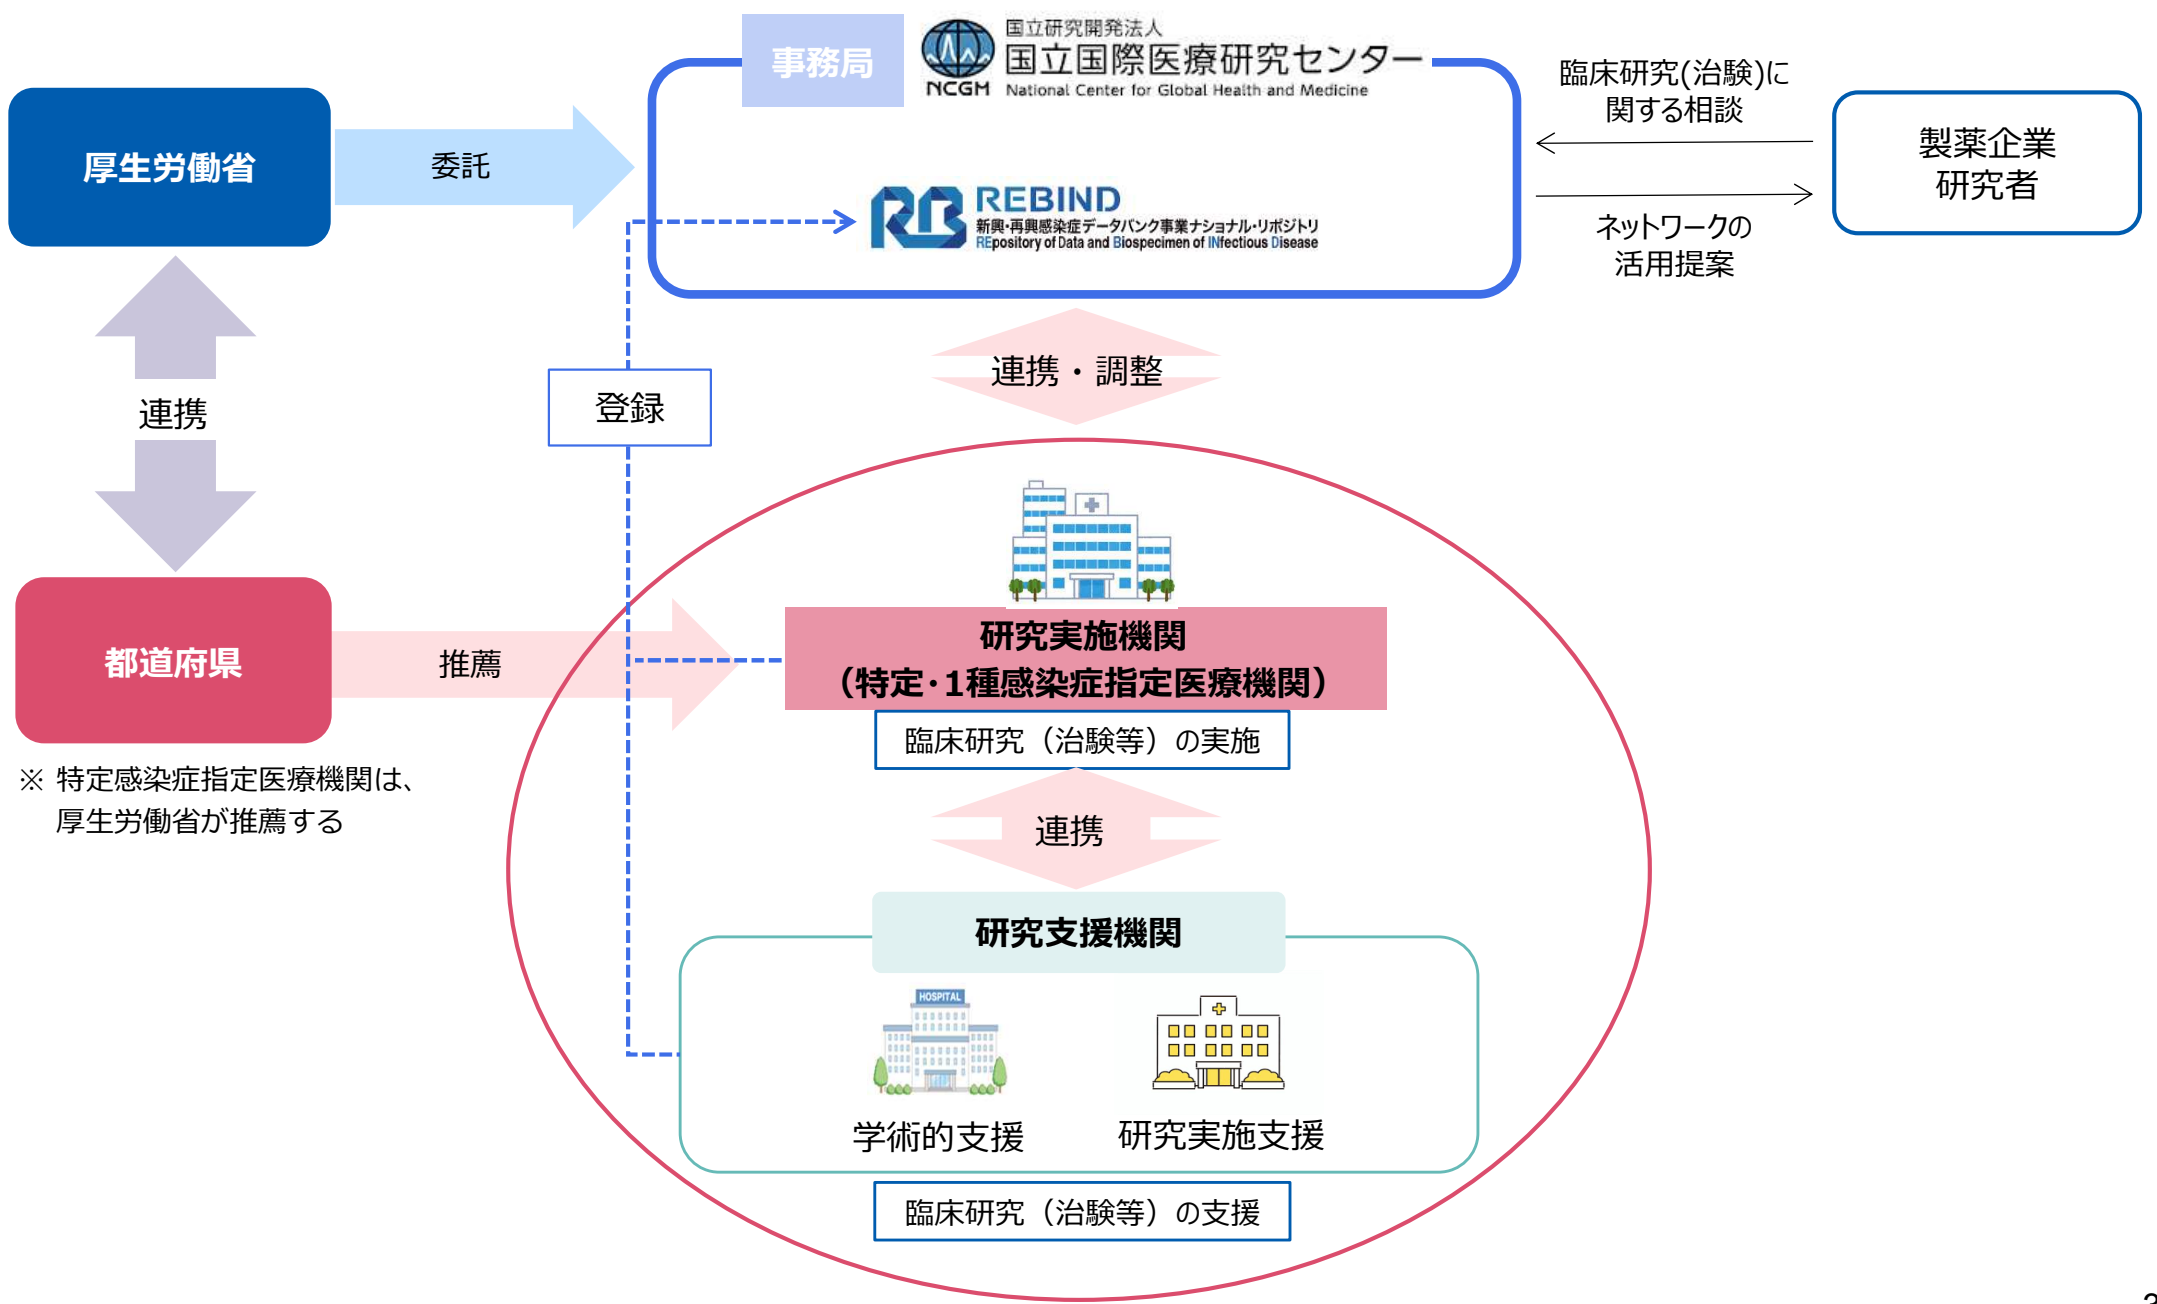 事務局
国立研究開発法人
国立国際医療研究センター
NCGM
National Center for Global Health and Medicine
厚生労働省
委託
RB
REBIND
新興・再興感染症データバンク事業ナショナル・リポジトリ
REpository of Data and Biospecimen of INfectious Disease
臨床研究(治験)に
関する相談
ネットワークの
活用提案
製薬企業
研究者
連携
連携・調整
登録
都道府県
推薦
※ 特定感染症指定医療機関は、
厚生労働省が推薦する
研究実施機関
（特定・1種感染症指定医療機関）
臨床研究（治験等）の実施
連携
研究支援機関
HOSPITAL
学術的支援
研究実施支援
臨床研究（治験等）の支援